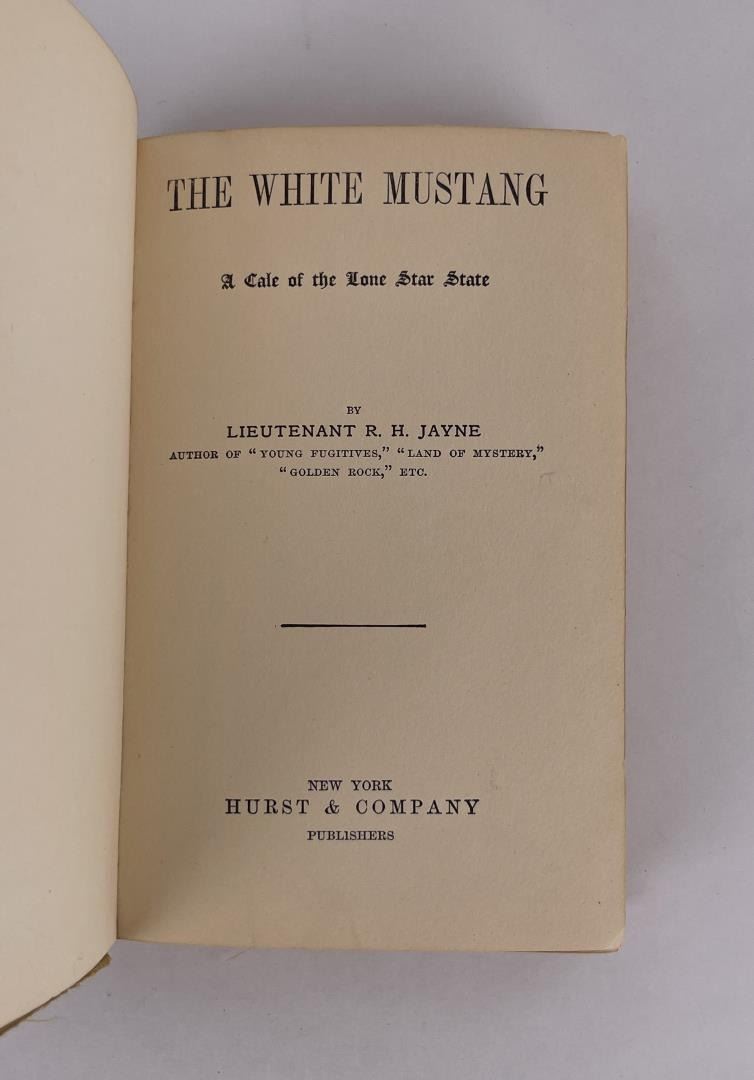 THE WHITE MUSTANG
A Tale of the Lone Star State
BY
LIEUTENANT R. H. JAYNE
AUTHOR OF “YOUNG FUGITIVES,” “LAND OF MYSTERY,”
“GOLDEN ROCK,” ETC.
NEW YORK
HURST & COMPANY
PUBLISHERS